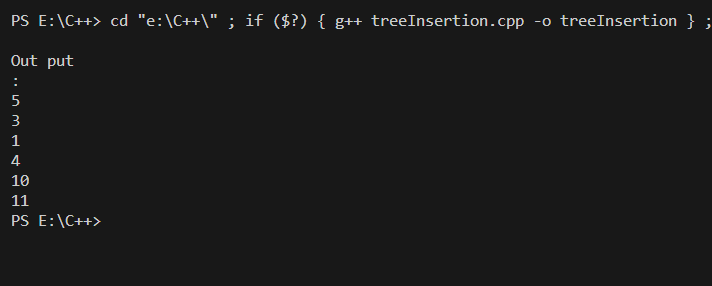 PS E:\C++> cd "e:\C++\" ; if ($?) { g++ treeInsertion.cpp -o treeInsertion } ;
Out put
:
5
3
1
4
10
11
PS E:\C++>